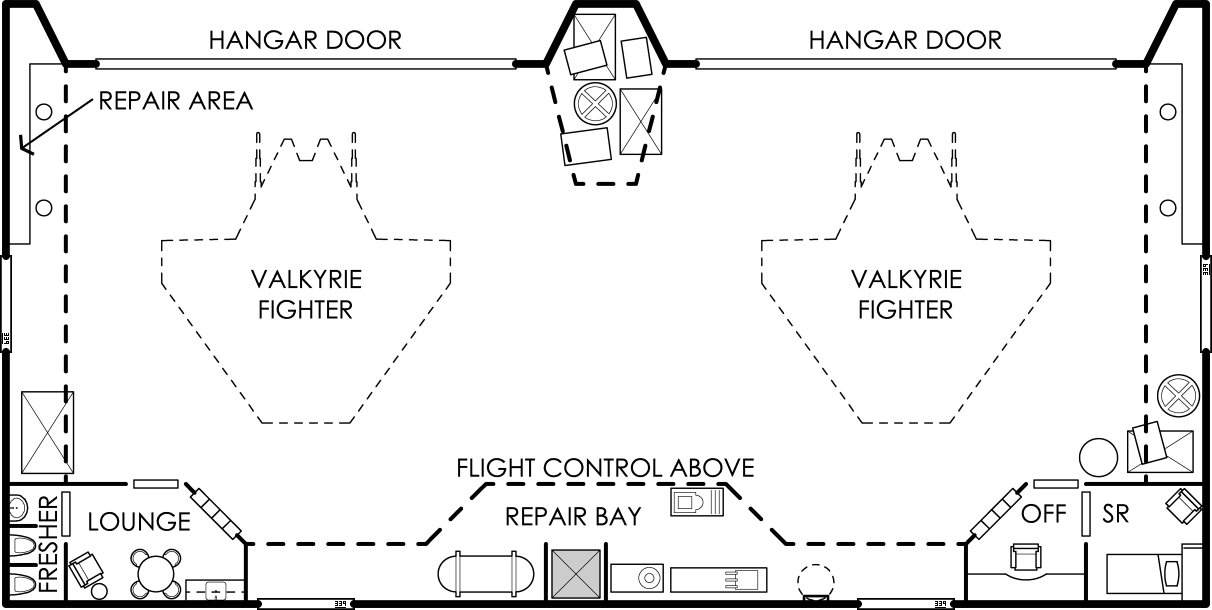 HANGAR DOOR
HANGAR DOOR
REPAIR AREA
VALKYRIE
FIGHTER
VALKYRIE
FIGHTER
FLIGHT CONTROL ABOVE
REPAIR BAY
LOUNGE
FRESHER
OFF
SR